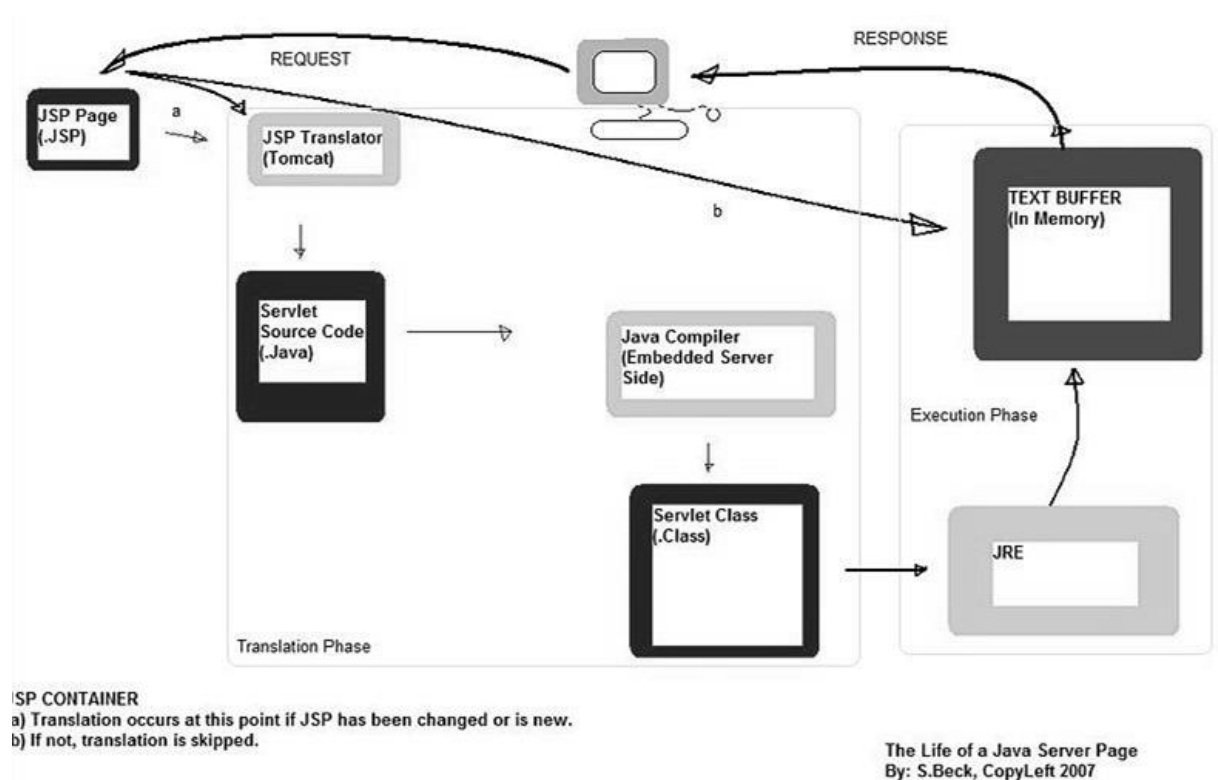 REQUEST
RESPONSE
JSP Page
(.JSP)
a
JSP Translator
(Tomcat)
b
TEXT BUFFER
(In Memory)
Servlet
Source Code
(.Java)
Java Compiler
(Embedded Server
Side)
Execution Phase
Servlet Class
(.Class)
JRE
Translation Phase
SP CONTAINER
a) Translation occurs at this point if JSP has been changed or is new.
b) If not, translation is skipped.
The Life of a Java Server Page
By: S.Beck, CopyLeft 2007